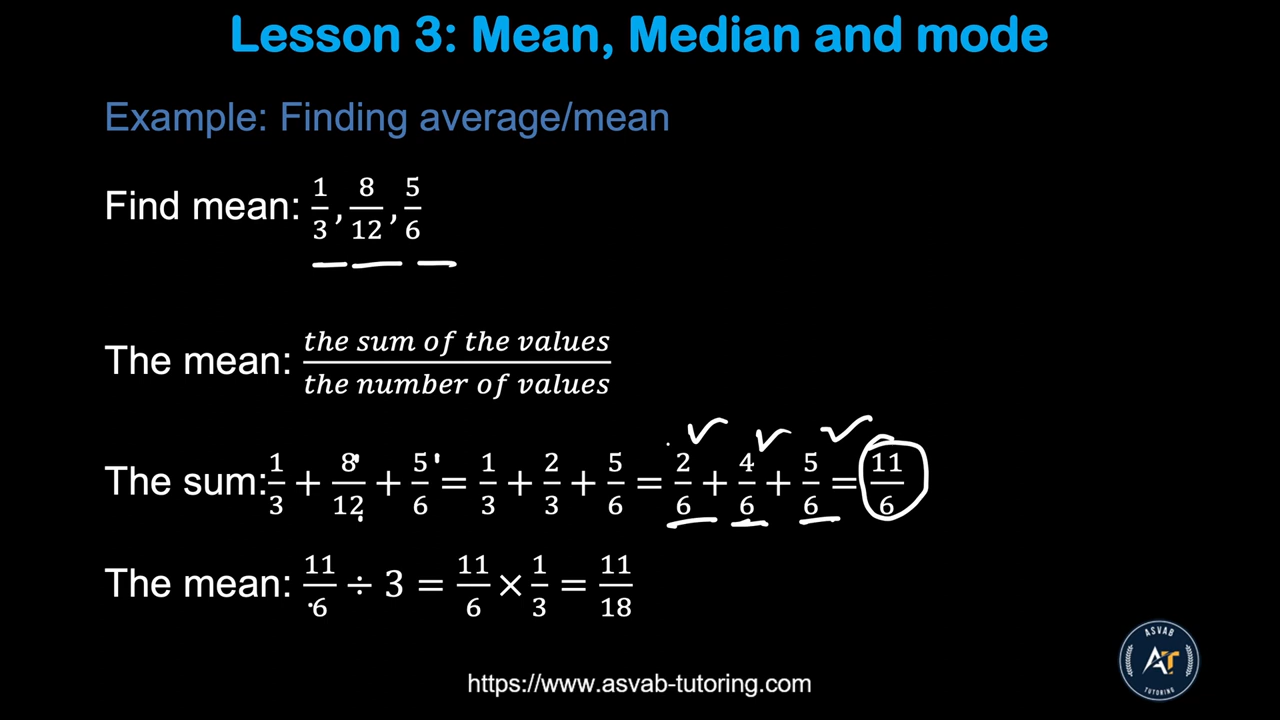 Lesson 3: Mean, Median and mode
Example: Finding average/mean
Find mean: 1/3, 8/12, 5/6
The mean: the sum of the values / the number of values
The sum: 1/3 + 8/12 + 5/6 = 1/3 + 2/3 + 5/6 = 2/6 + 4/6 + 5/6 = 11/6
The mean: 11/6 ÷ 3 = 11/6 × 1/3 = 11/18
ASVAB
AT
TUTORING
https://www.asvab-tutoring.com